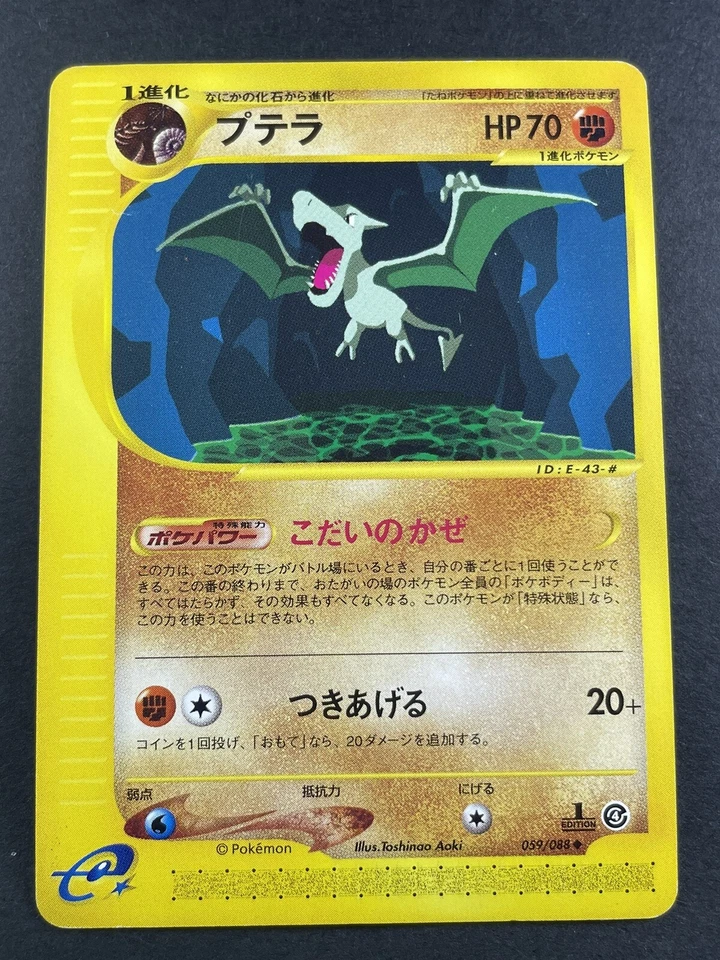 1進化 なにかの化石から進化 「たねポケモン」の上に重ねて進化させます
プテラ HP70
1進化ポケモン
ID:E-43-#
特殊能力
ポケパワー こだいのかぜ
この力は、このポケモンがバトル場にいるとき、自分の番ごとに1回使うことがで
きる。この番の終わりまで、おたがいの場のポケモン全員の「ポケボディー」は、
すべてはたらかず、その効果もすべてなくなる。このポケモンが「特殊状態」なら、
この力を使うことはできない。
つきあげる 20+
コインを1回投げ、「おもて」なら、20ダメージを追加する。
弱点 抵抗力 にげる
1 EDITION
©Pokémon Illus.Toshinao Aoki 059/088 ◆
e